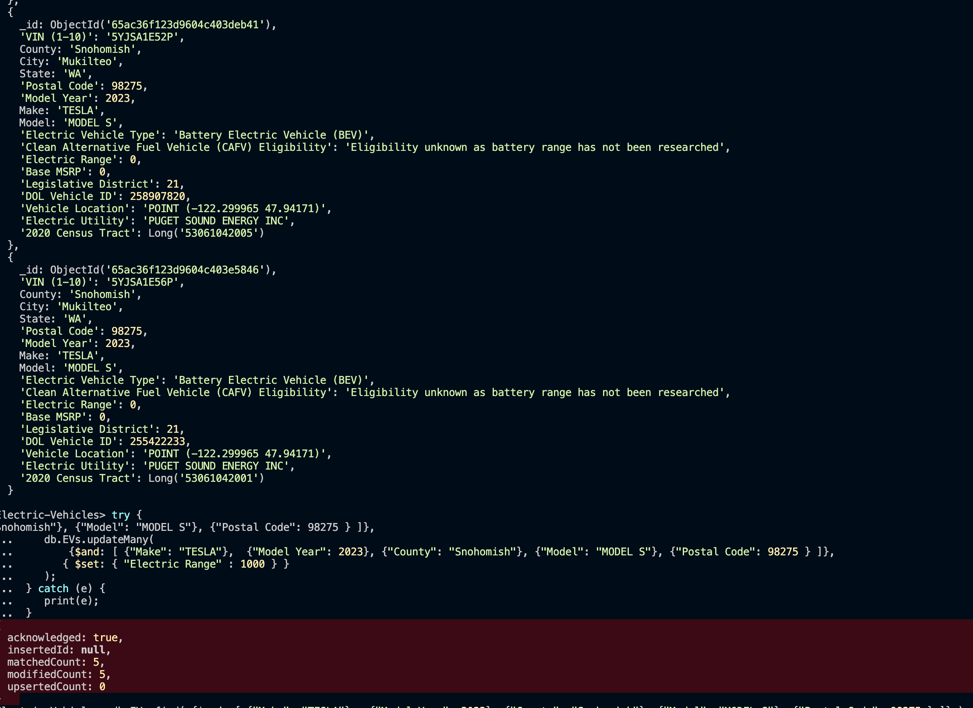 },
{
_id: ObjectId('65ac36f123d9604c403deb41'),
'VIN (1-10)': '5YJSA1E52P',
County: 'Snohomish',
City: 'Mukilteo',
State: 'WA',
'Postal Code': 98275,
'Model Year': 2023,
Make: 'TESLA',
Model: 'MODEL S',
'Electric Vehicle Type': 'Battery Electric Vehicle (BEV)',
'Clean Alternative Fuel Vehicle (CAFV) Eligibility': 'Eligibility unknown as battery range has not been researched',
'Electric Range': 0,
'Base MSRP': 0,
'Legislative District': 21,
'DOL Vehicle ID': 258907820,
'Vehicle Location': 'POINT (-122.299965 47.94171)',
'Electric Utility': 'PUGET SOUND ENERGY INC',
'2020 Census Tract': Long('53061042005')
},
{
_id: ObjectId('65ac36f123d9604c403e5846'),
'VIN (1-10)': '5YJSA1E56P',
County: 'Snohomish',
City: 'Mukilteo',
State: 'WA',
'Postal Code': 98275,
'Model Year': 2023,
Make: 'TESLA',
Model: 'MODEL S',
'Electric Vehicle Type': 'Battery Electric Vehicle (BEV)',
'Clean Alternative Fuel Vehicle (CAFV) Eligibility': 'Eligibility unknown as battery range has not been researched',
'Electric Range': 0,
'Base MSRP': 0,
'Legislative District': 21,
'DOL Vehicle ID': 255422233,
'Vehicle Location': 'POINT (-122.299965 47.94171)',
'Electric Utility': 'PUGET SOUND ENERGY INC',
'2020 Census Tract': Long('53061042001')
}
lectric-Vehicles> try {
nohomish"}, {"Model": "MODEL S"}, {"Postal Code": 98275 } ]},
.. db.EVs.updateMany(
.. {$and: [ {"Make": "TESLA"}, {"Model Year": 2023}, {"County": "Snohomish"}, {"Model": "MODEL S"}, {"Postal Code": 98275 } ]},
.. { $set: { "Electric Range" : 1000 } }
.. );
.. } catch (e) {
.. print(e);
.. }
acknowledged: true,
insertedId: null,
matchedCount: 5,
modifiedCount: 5,
upsertedCount: 0